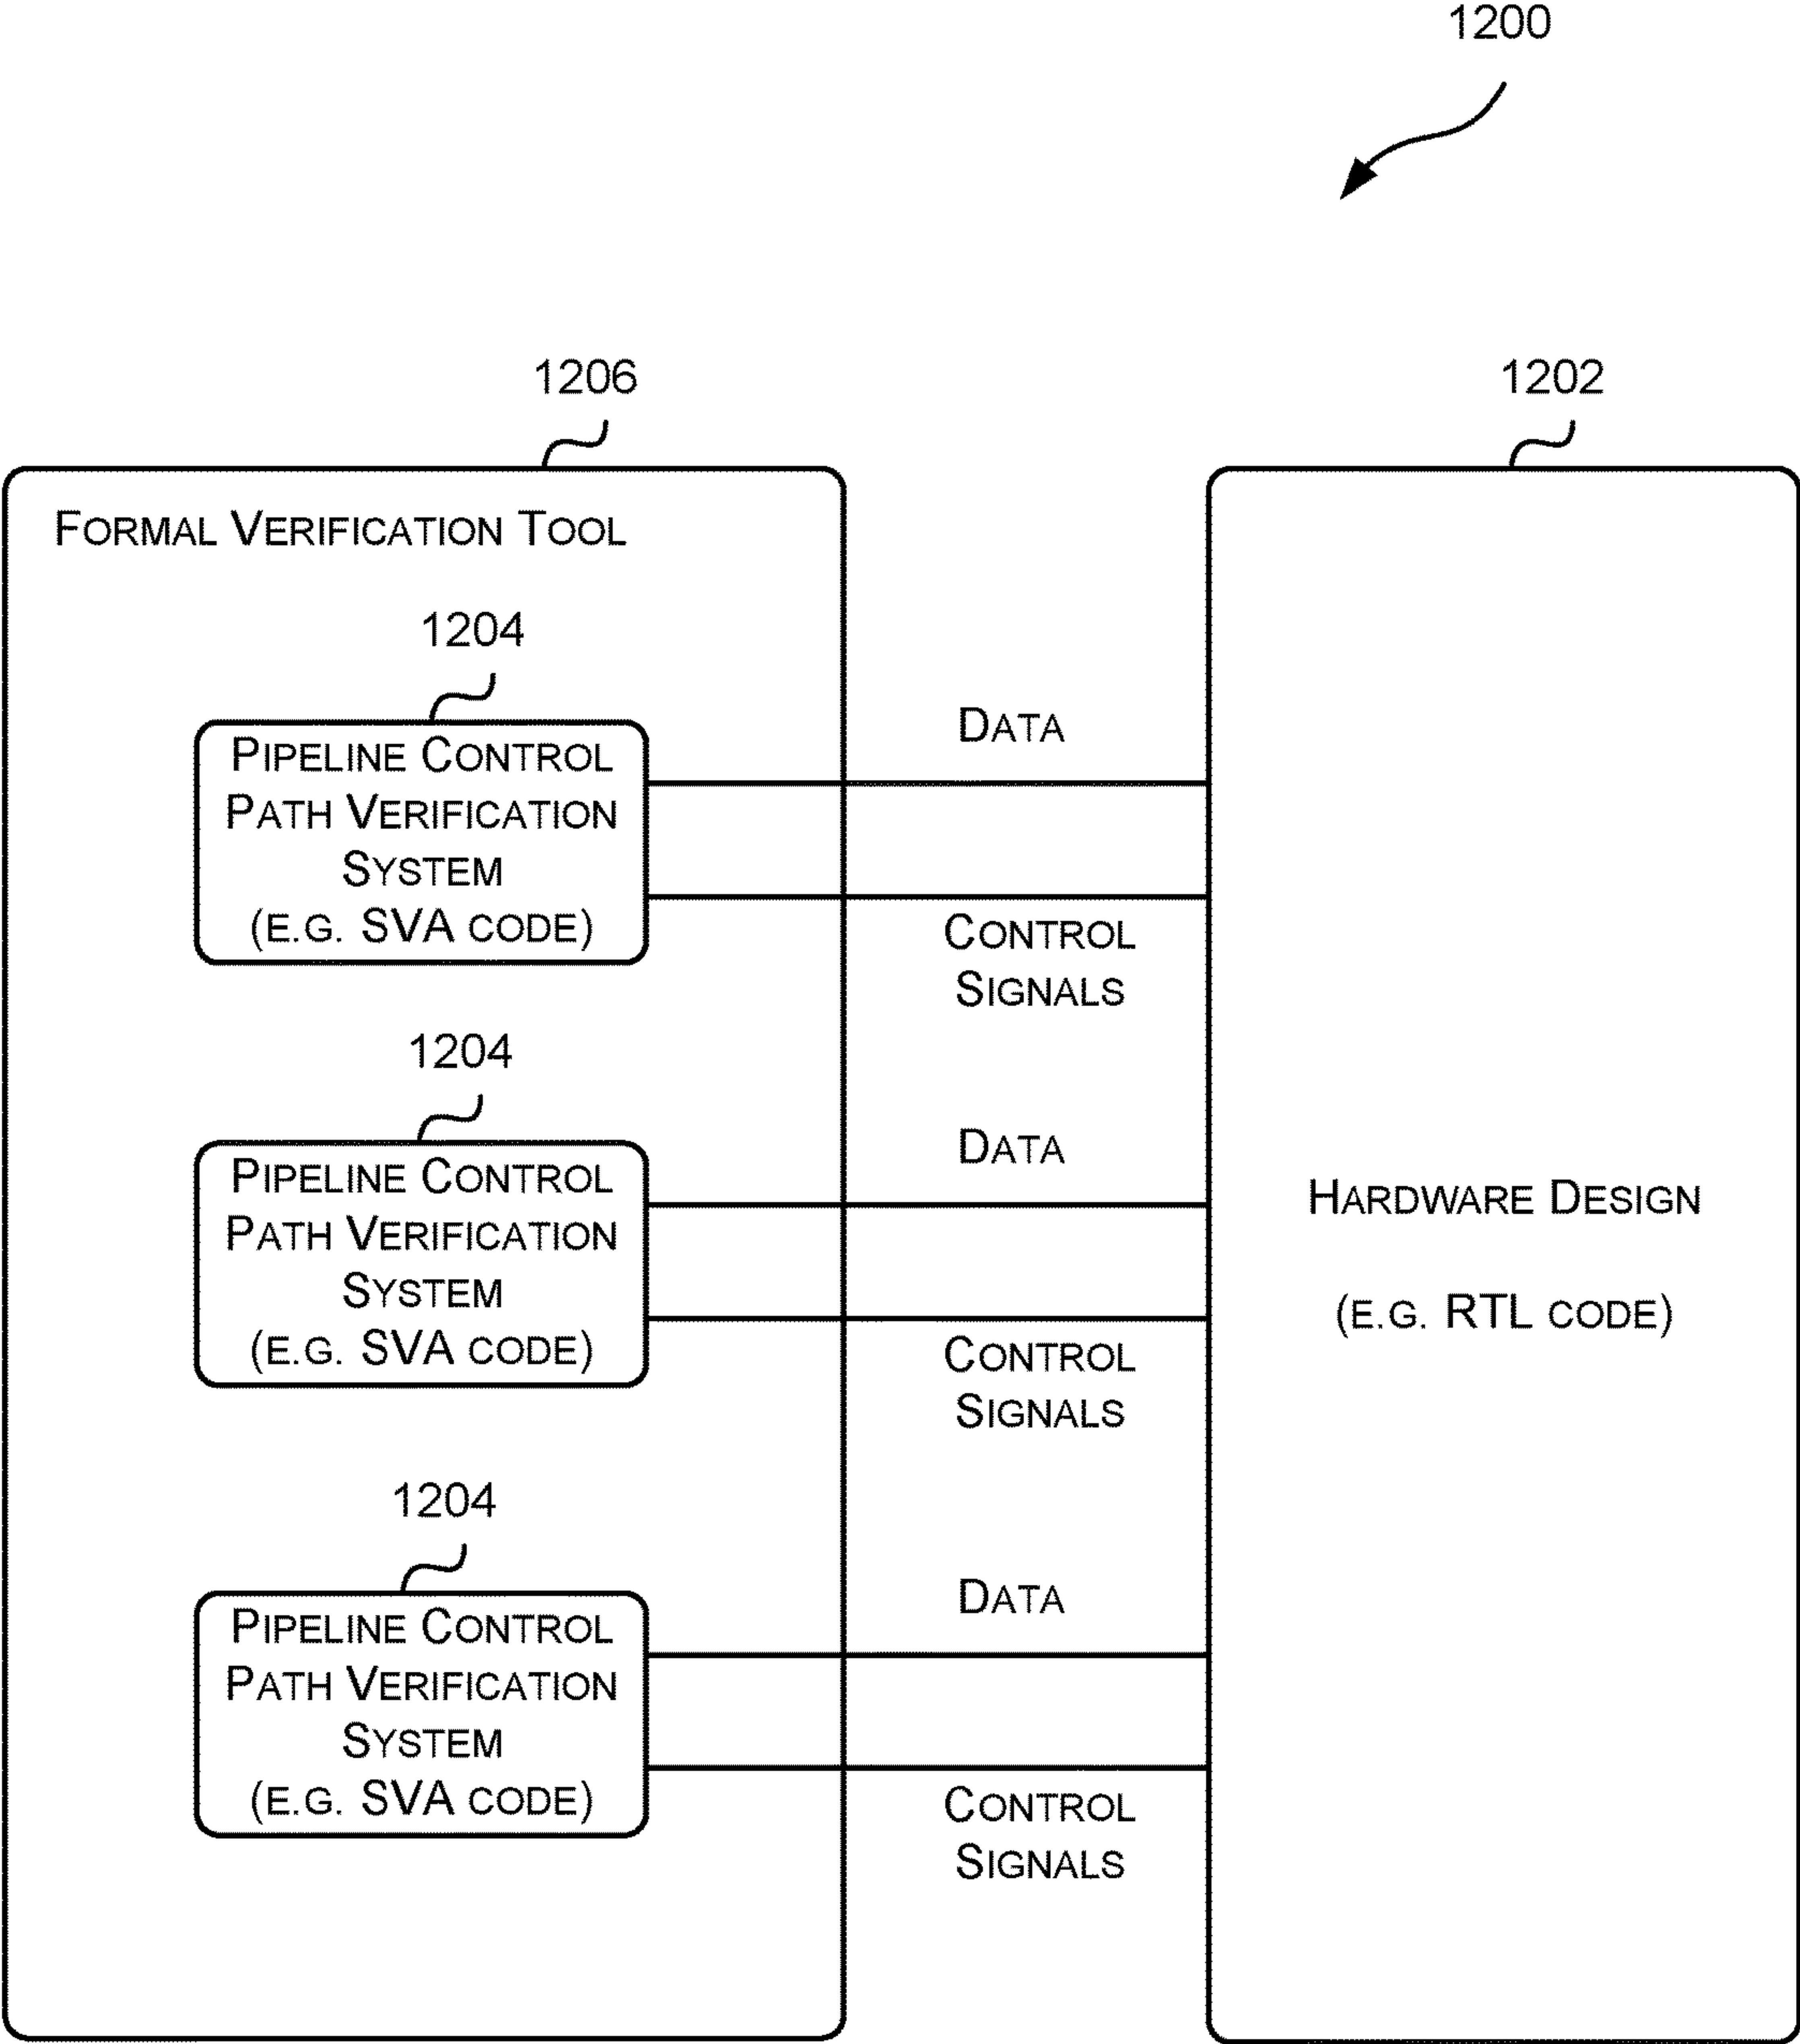 1200
1206
1202
FORMAL VERIFICATION TOOL
1204
PIPELINE CONTROL
PATH VERIFICATION
SYSTEM
(E.G. SVA CODE)
DATA
CONTROL
SIGNALS
1204
PIPELINE CONTROL
PATH VERIFICATION
SYSTEM
(E.G. SVA CODE)
DATA
CONTROL
SIGNALS
HARDWARE DESIGN
(E.G. RTL CODE)
1204
PIPELINE CONTROL
PATH VERIFICATION
SYSTEM
(E.G. SVA CODE)
DATA
CONTROL
SIGNALS